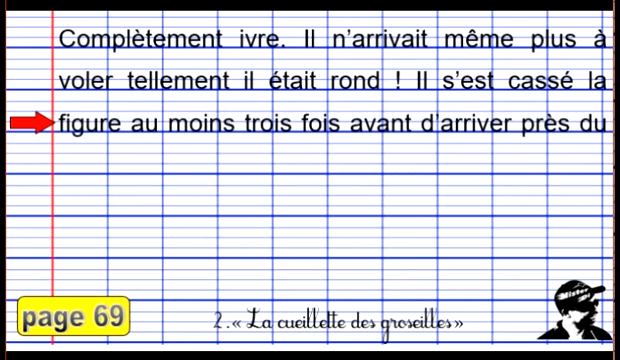 Complètement ivre. Il n'arrivait même plus à
voler tellement il était rond ! Il s'est cassé la
figure au moins trois fois avant d'arriver près du
page 69
2.« La cueillette des groseilles»
Mister